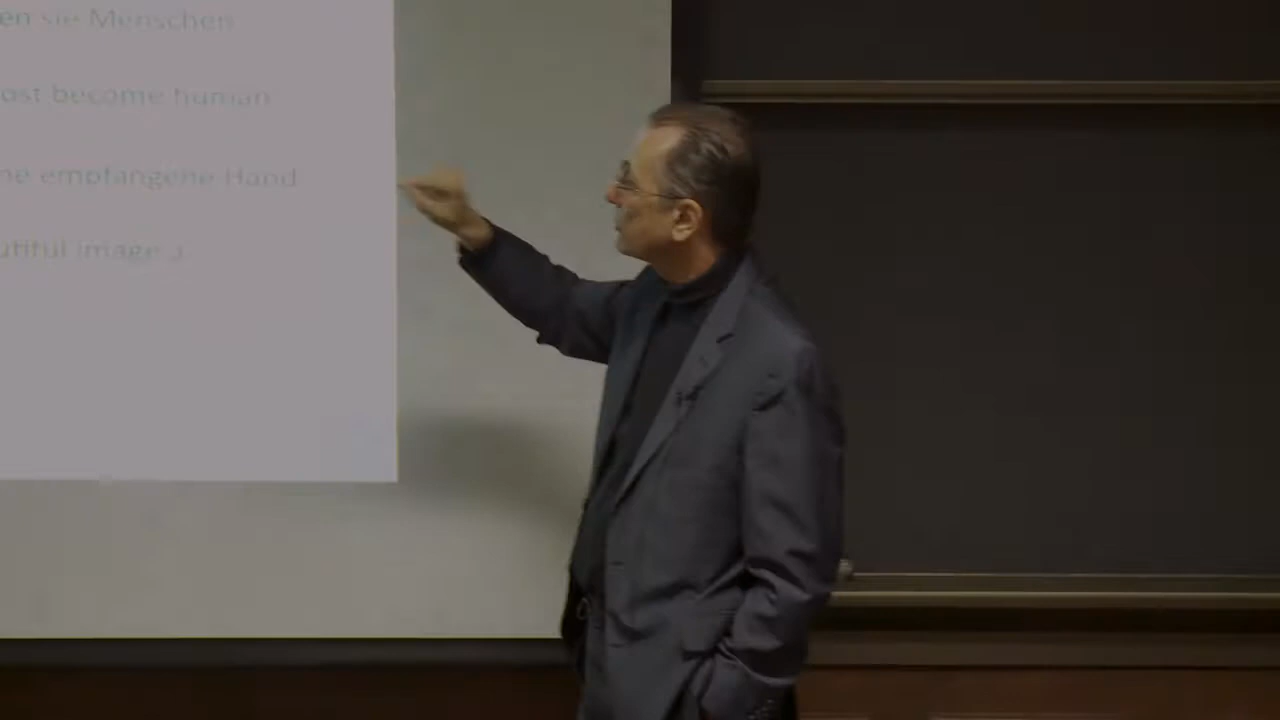 en sie Menschen
ost become human
ne empfangene Hand
utiful image